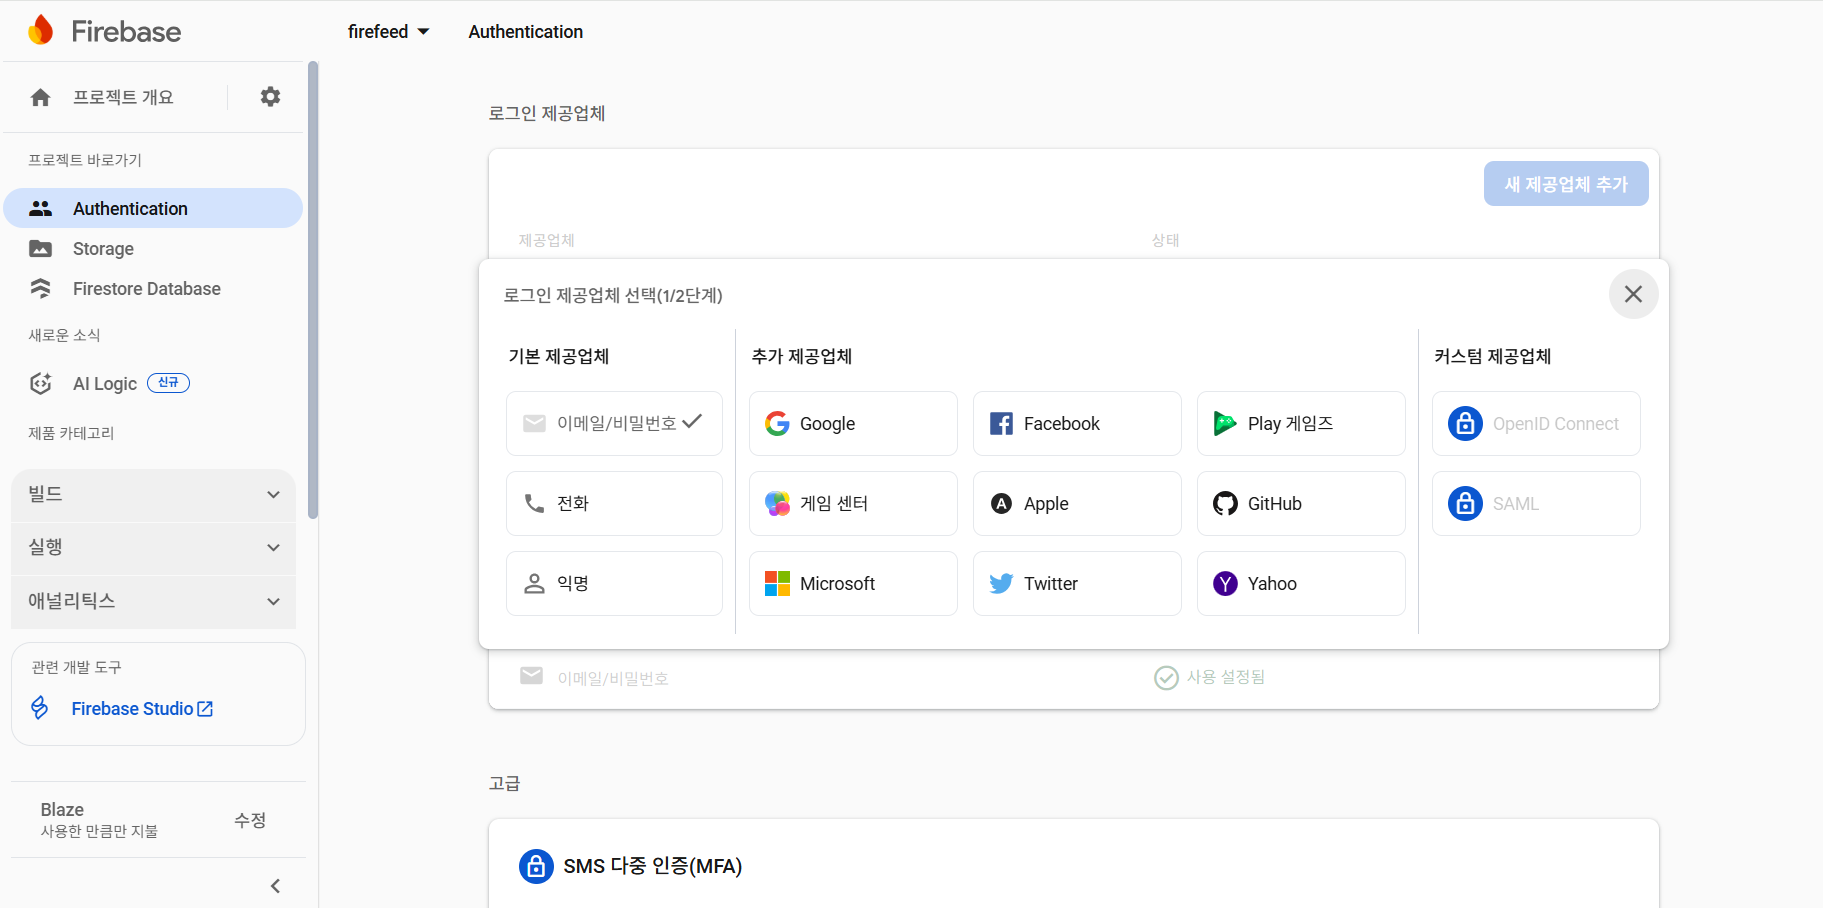 Firebase
firefeed
Authentication
프로젝트 개요
프로젝트 바로가기
Authentication
Storage
Firestore Database
새로운 소식
AI Logic 신규
제품 카테고리
빌드
실행
애널리틱스
관련 개발 도구
Firebase Studio
Blaze
사용한 만큼만 지불
수정
로그인 제공업체
새 제공업체 추가
제공업체
상태
로그인 제공업체 선택(1/2단계)
기본 제공업체
이메일/비밀번호
전화
익명
추가 제공업체
Google
Facebook
Play 게임즈
게임 센터
Apple
GitHub
Microsoft
Twitter
Yahoo
커스텀 제공업체
OpenID Connect
SAML
이메일/비밀번호
사용 설정됨
고급
SMS 다중 인증(MFA)